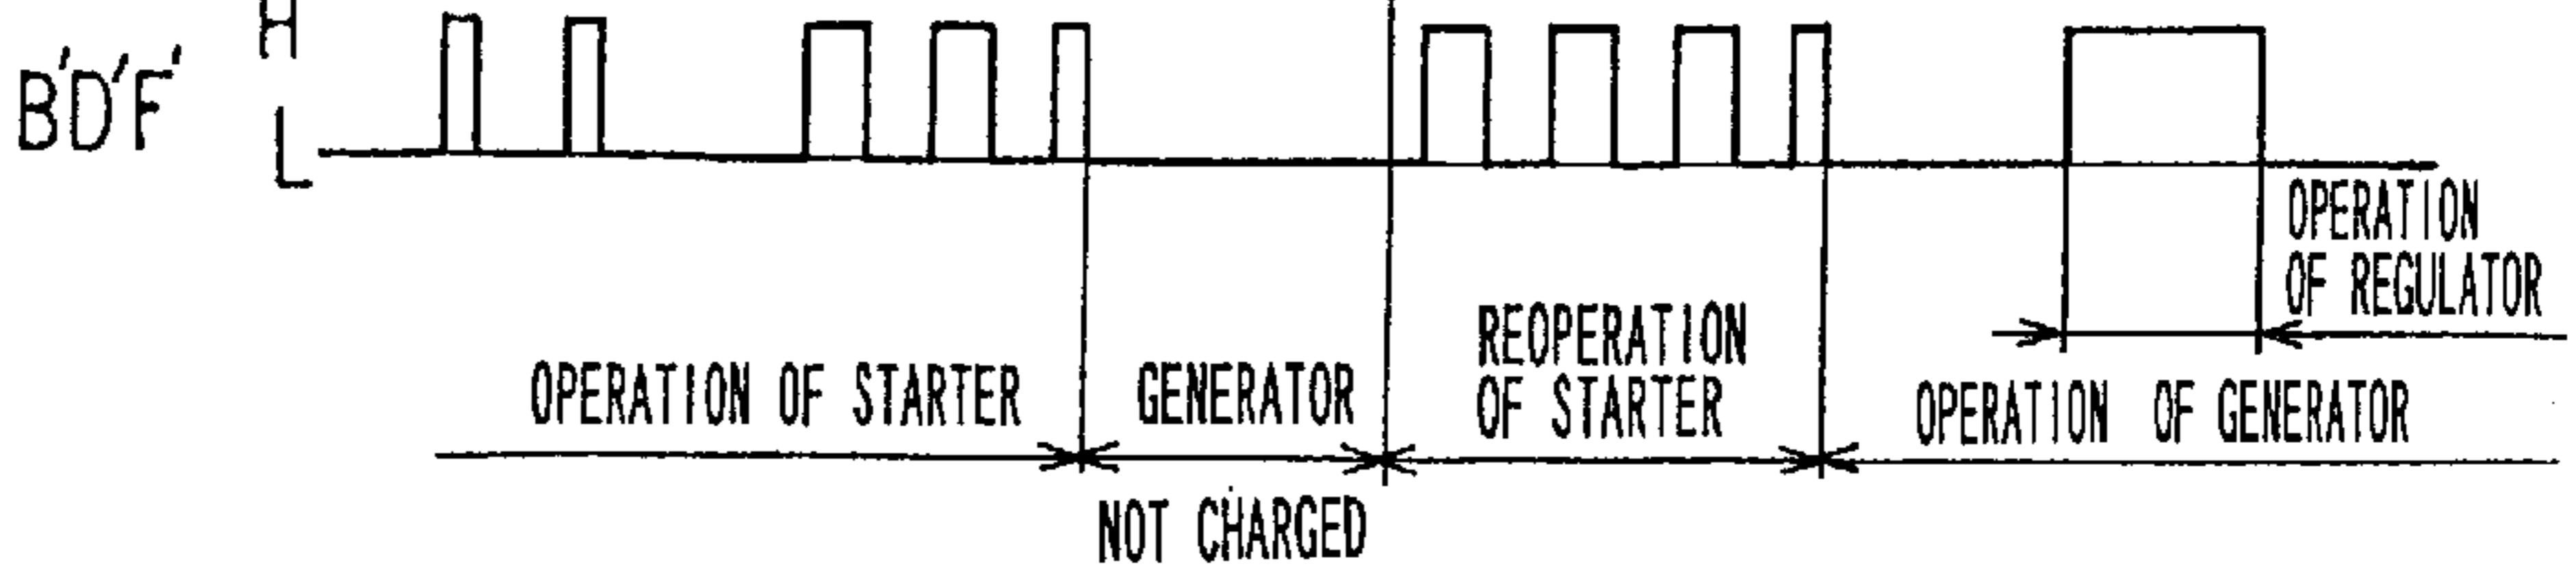 H
B'D'F'
L
OPERATION
OF REGULATOR
OPERATION OF STARTER
GENERATOR
REOPERATION
OF STARTER
OPERATION OF GENERATOR
NOT CHARGED